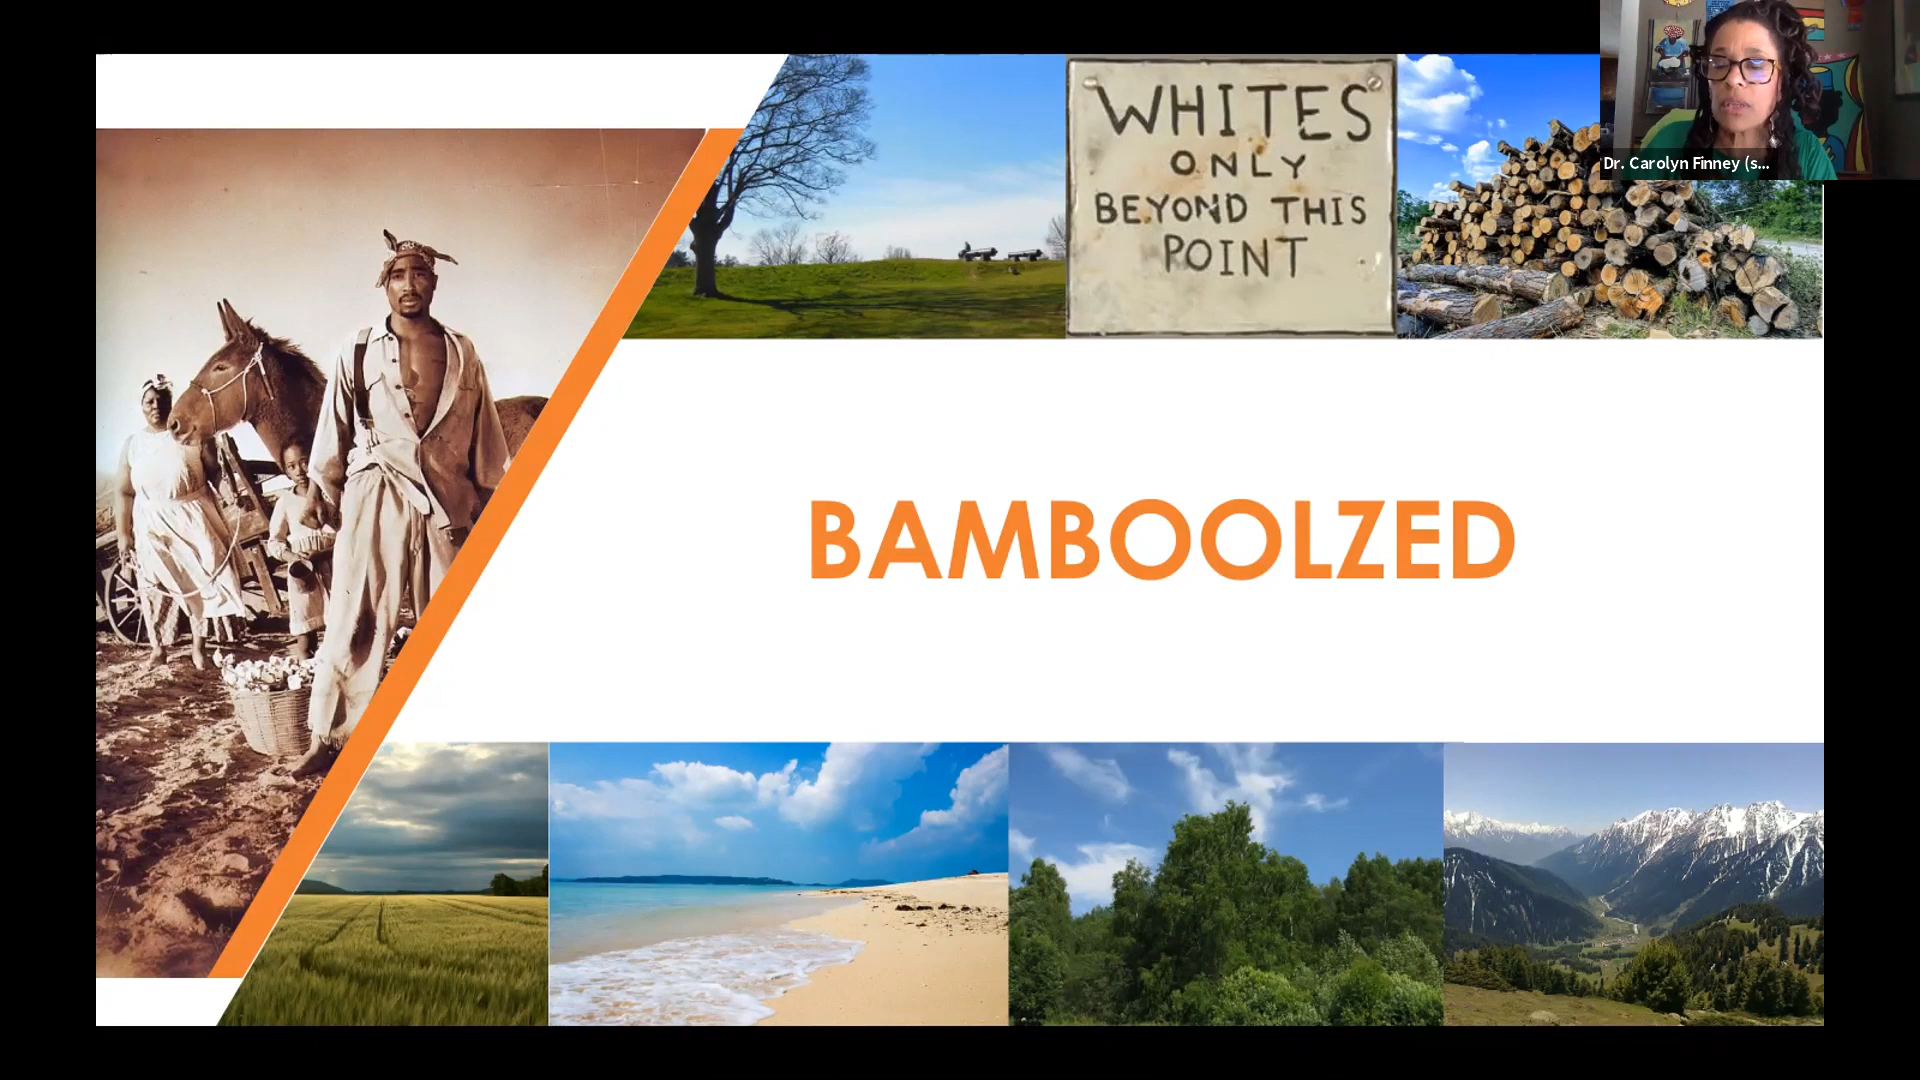 WHITES
ONLY
BEYOND THIS
POINT
Dr. Carolyn Finney (s...
BAMBOOLZED